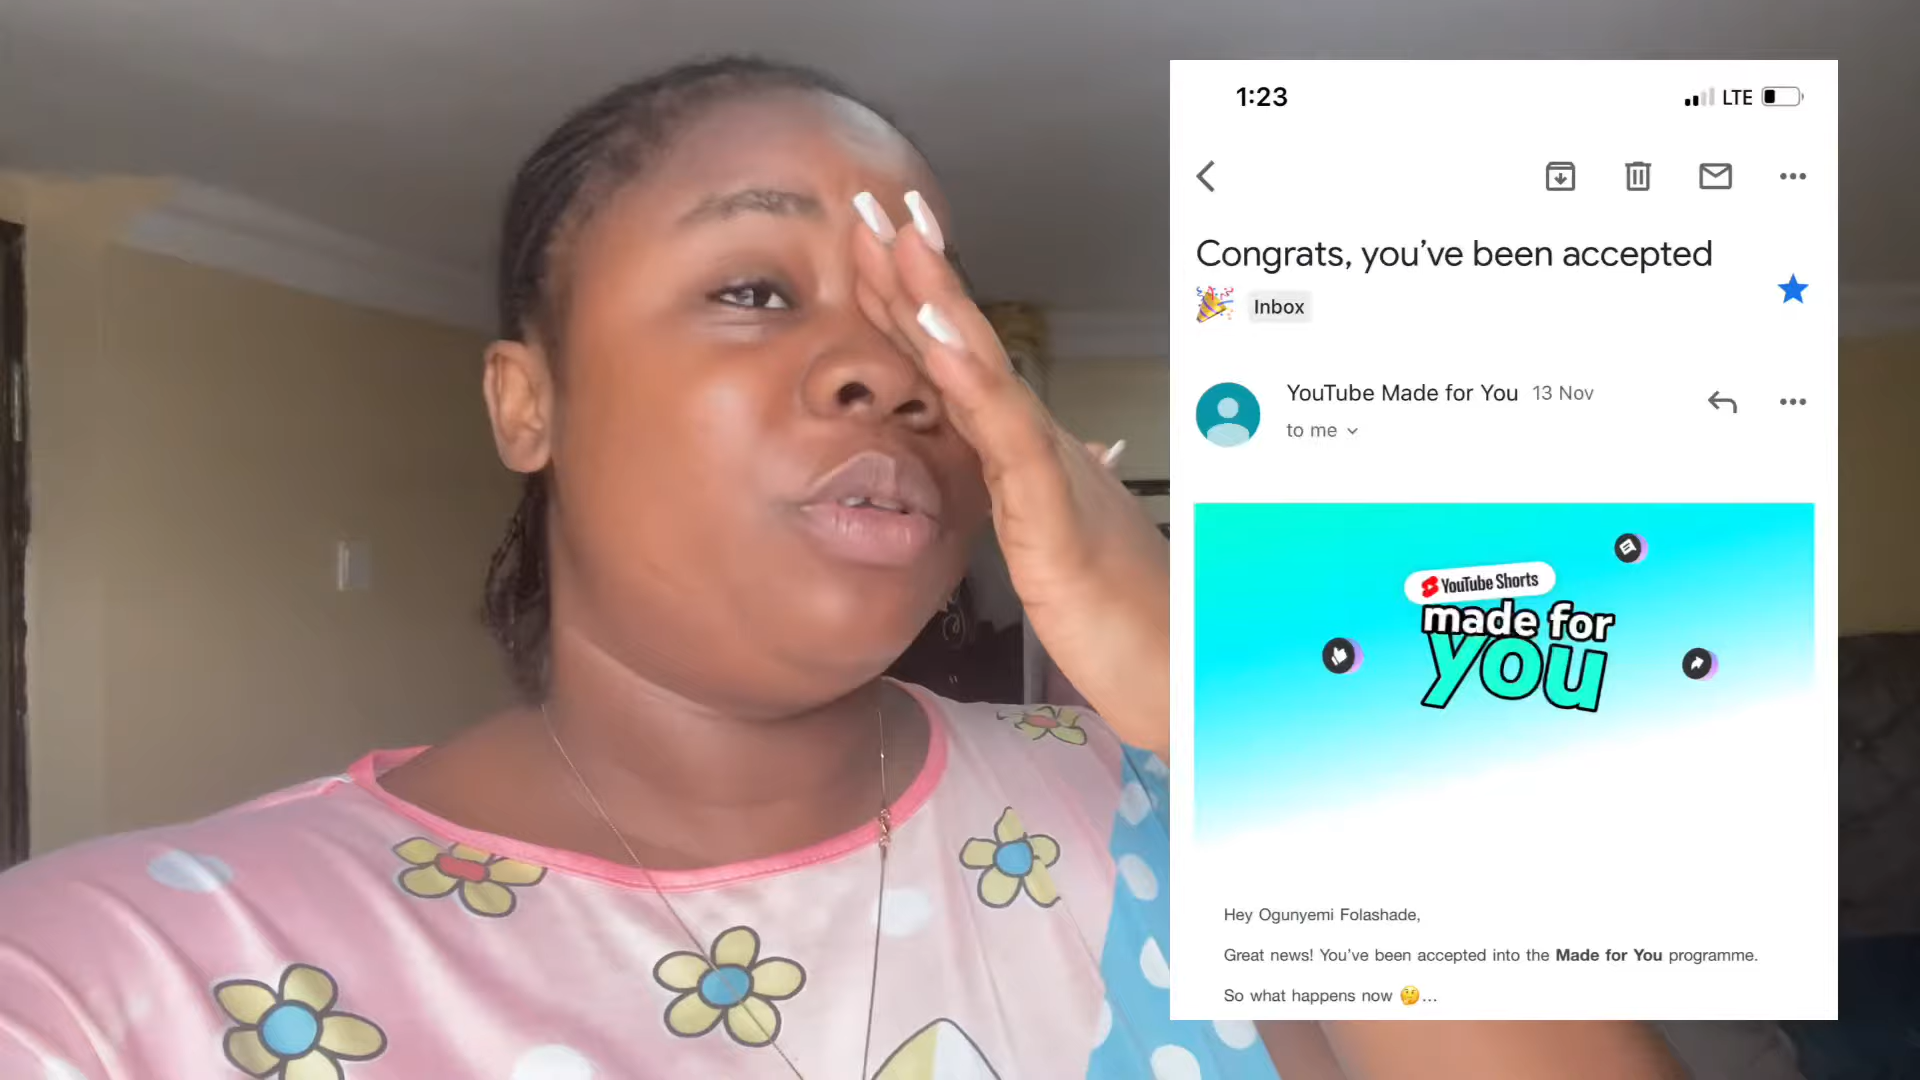 1:23
LTE
Congrats, you’ve been accepted
🎉 Inbox
YouTube Made for You 13 Nov
to me
YouTube Shorts
made for
you
Hey Ogunyemi Folashade,
Great news! You’ve been accepted into the Made for You programme.
So what happens now 🤔...